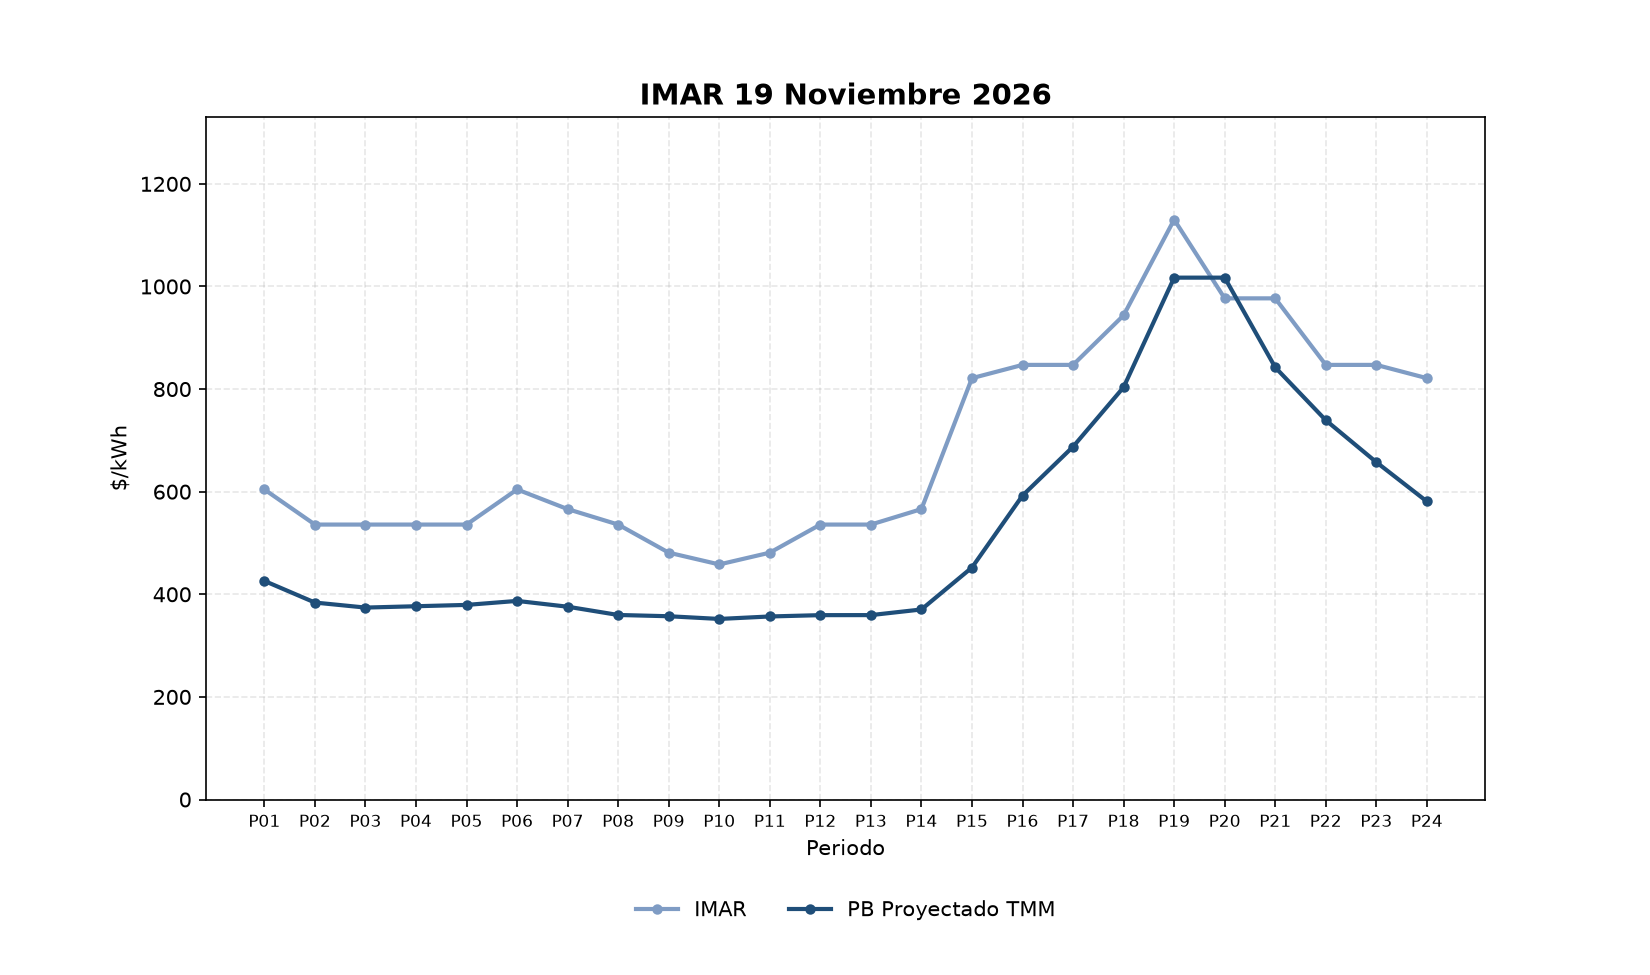 IMAR 19 Noviembre 2026
1200
1000
800
600
400
200
0
$/kWh
P01 P02 P03 P04 P05 P06 P07 P08 P09 P10 P11 P12 P13 P14 P15 P16 P17 P18 P19 P20 P21 P22 P23 P24
Periodo
IMAR PB Proyectado TMM